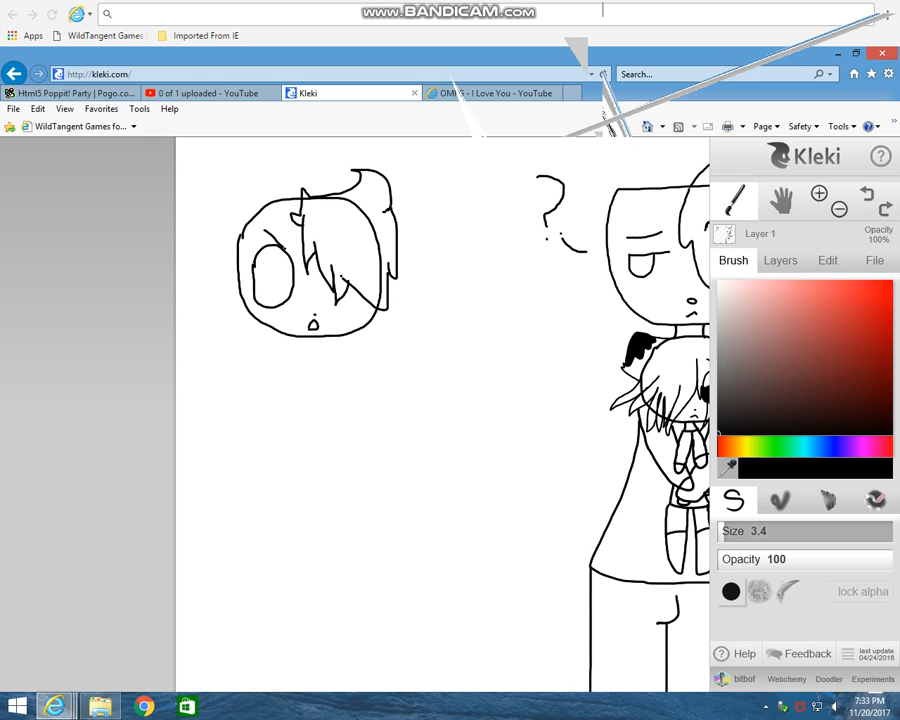 www.BANDICAM.com
Apps WildTangent Games Imported From IE
http://kleki.com/ Search...
Html5 Poppit! Party | Pogo.co... 0 of 1 uploaded - YouTube Kleki - I Love You - YouTube
File Edit View Favorites Tools Help
WildTangent Games fo... Page Safety Tools
Kleki ?
Layer 1 Opacity
100%
Brush Layers Edit File
Size 3.4
Opacity 100
lock alpha
Help Feedback last update
04/24/2016
bitbof Webchemy Doodler Experiments
7:33 PM
11/20/2017
?